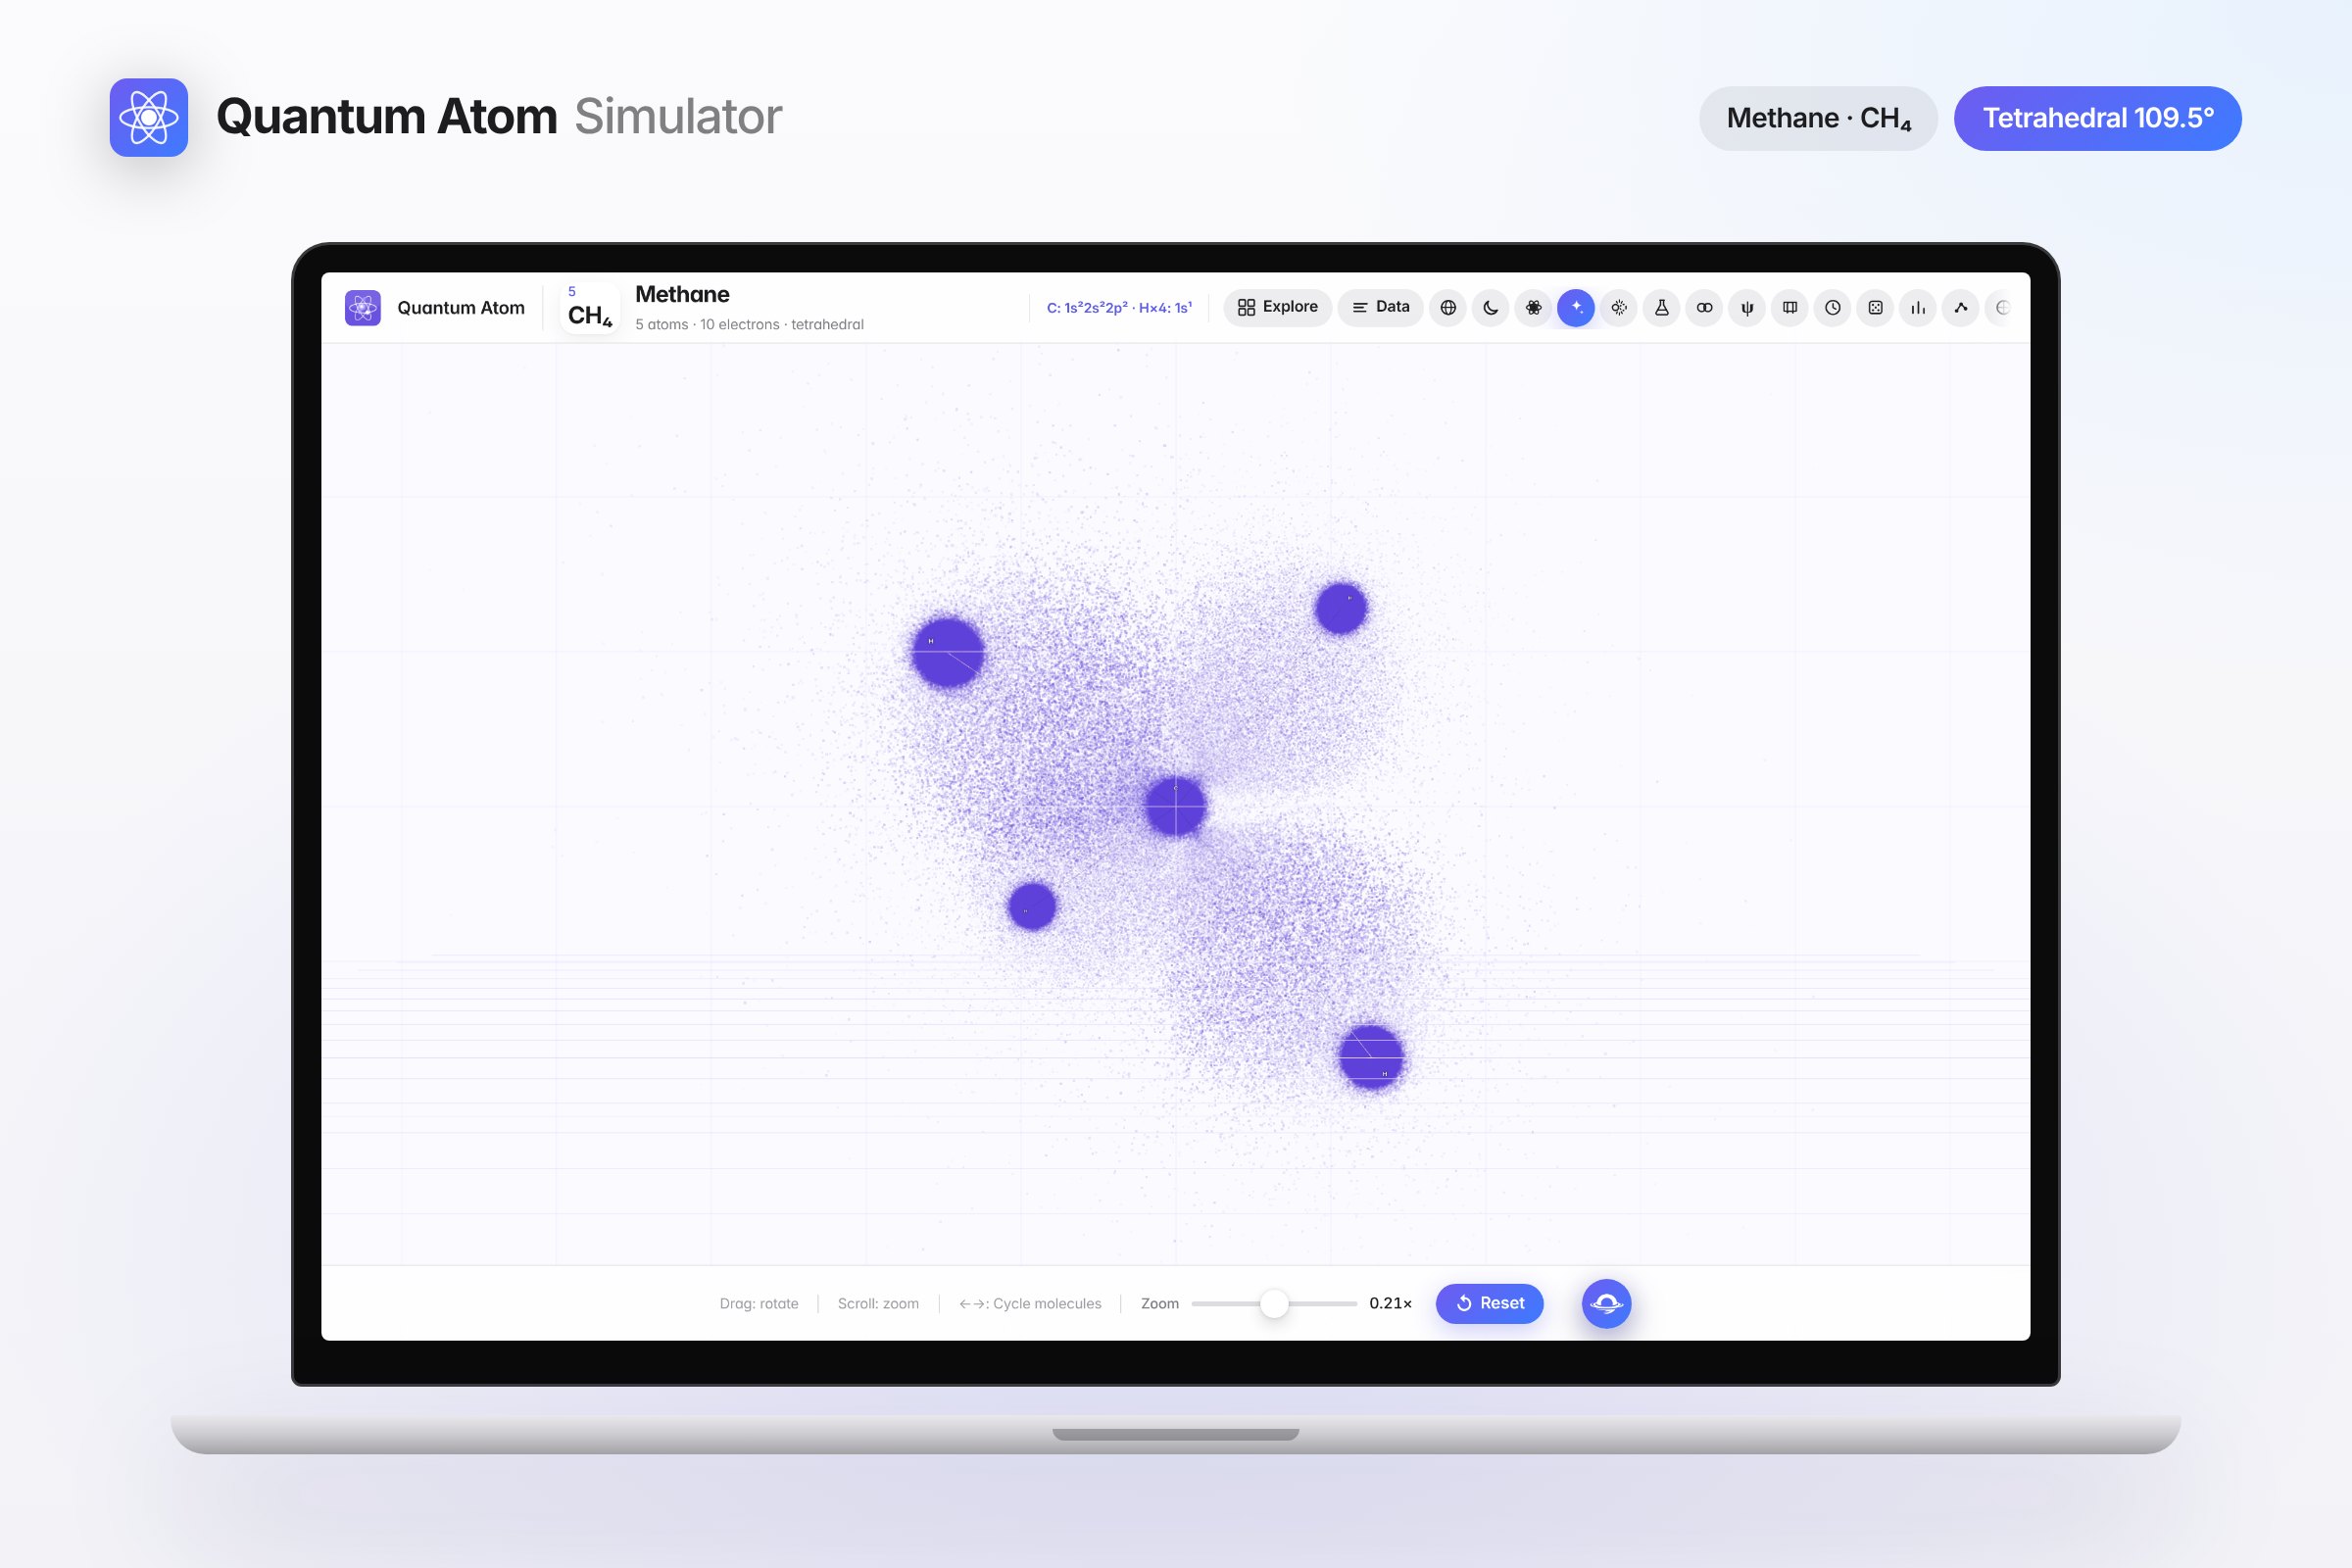 Quantum Atom Simulator
Methane · CH₄
Tetrahedral 109.5°
Quantum Atom
5
CH₄
Methane
5 atoms · 10 electrons · tetrahedral
C: 1s²2s²2p² · H×4: 1s¹
Explore
Data
H
H
C
H
H
Drag: rotate
Scroll: zoom
←→: Cycle molecules
Zoom
0.21×
Reset